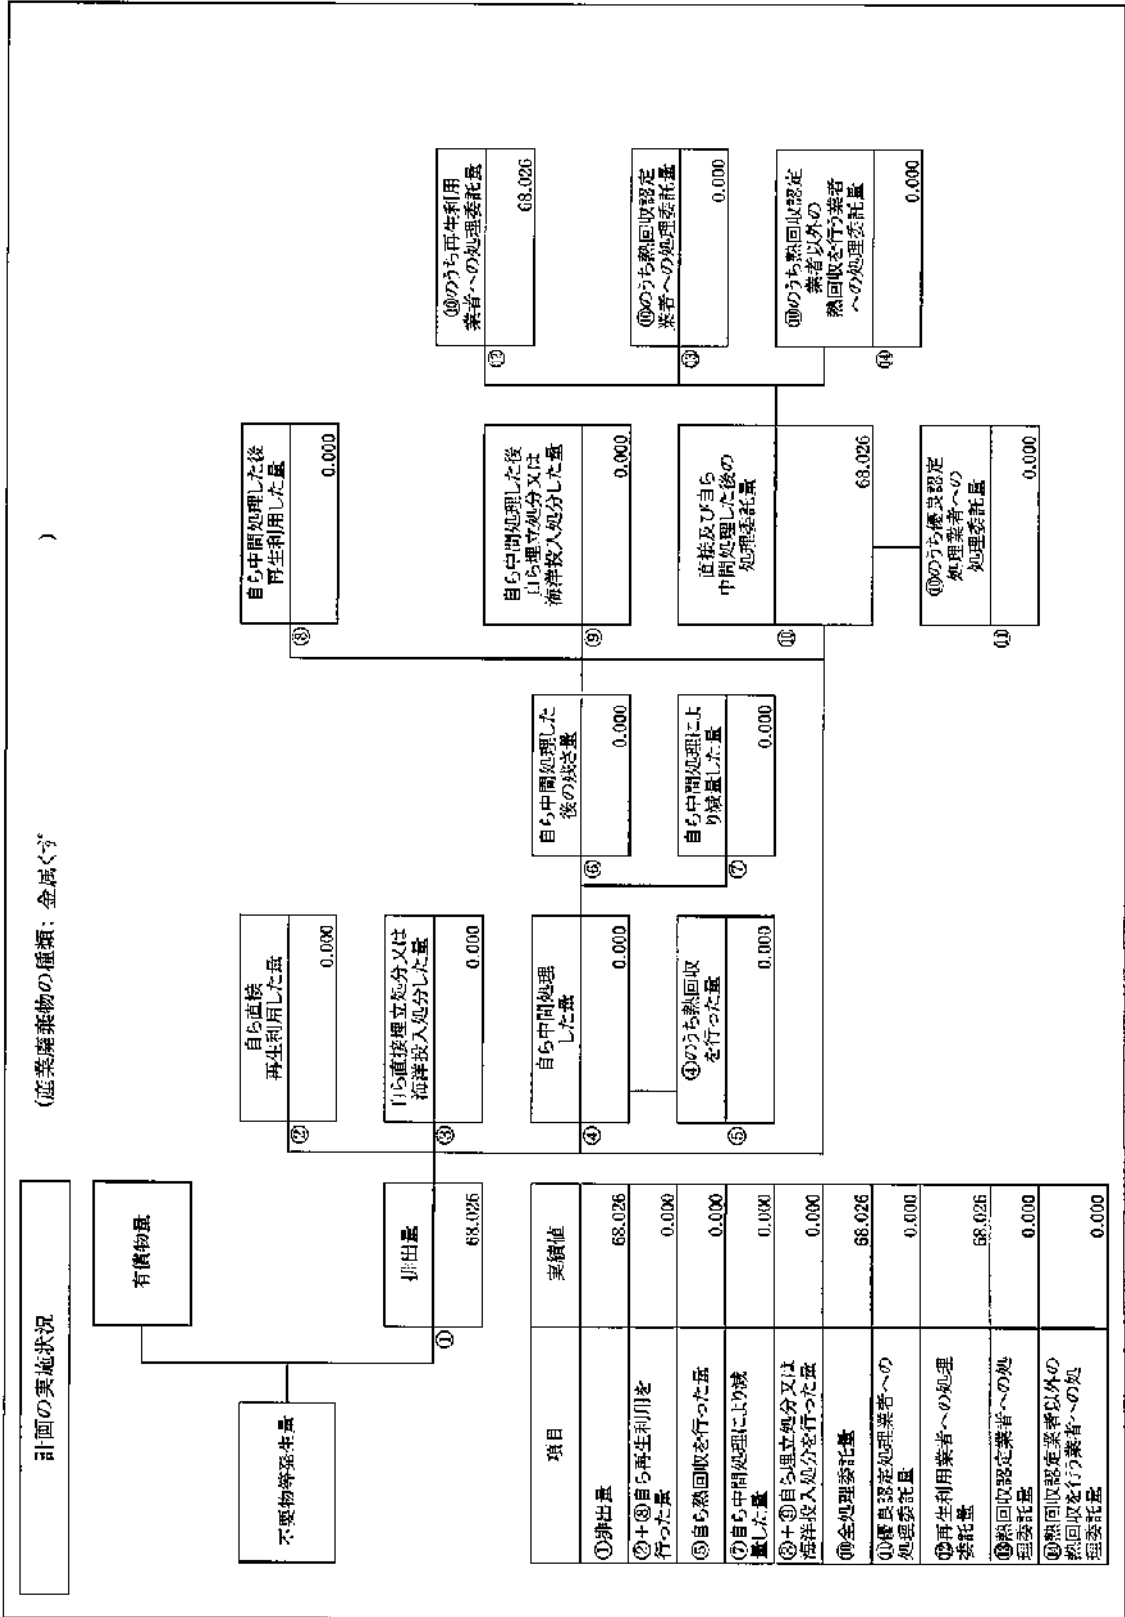 計画の実施状況
(産業廃棄物の種類: 金属くず )
不要物等発生量
有償物量
①
排出量
68.026
②
自ら直接
再生利用した量
0.000
③
自ら直接埋立処分又は
海洋投入処分した量
0.000
④
自ら中間処理
した量
0.000
⑤
④のうち熱回収
を行った量
0.000
⑥
自ら中間処理した
後の残さ量
0.000
⑦
自ら中間処理によ
り減量した量
0.000
⑧
自ら中間処理した後
再生利用した量
0.000
⑨
自ら中間処理した後
自ら埋立処分又は
海洋投入処分した量
0.000
⑩
直接及び自ら
中間処理した後の
処理委託量
68.026
⑪
⑩のうち優良認定
処理業者への
処理委託量
0.000
⑫
⑩のうち再生利用
業者への処理委託量
68.026
⑬
⑩のうち熱回収認定
業者への処理委託量
0.000
⑭
⑩のうち熱回収認定
業者以外の
熱回収を行う業者
への処理委託量
0.000
項目 実績値
①排出量 68.026
②+⑧自ら再生利用を
行った量 0.000
⑤自ら熱回収を行った量 0.000
⑦自ら中間処理により減
量した量 0.000
③+⑨自ら埋立処分又は
海洋投入処分を行った量 0.000
⑩全処理委託量 68.026
⑪優良認定処理業者への
処理委託量 0.000
⑫再生利用業者への処理
委託量 68.026
⑬熱回収認定業者への処
理委託量 0.000
⑭熱回収認定業者以外の
熱回収を行う業者への処
理委託量 0.000